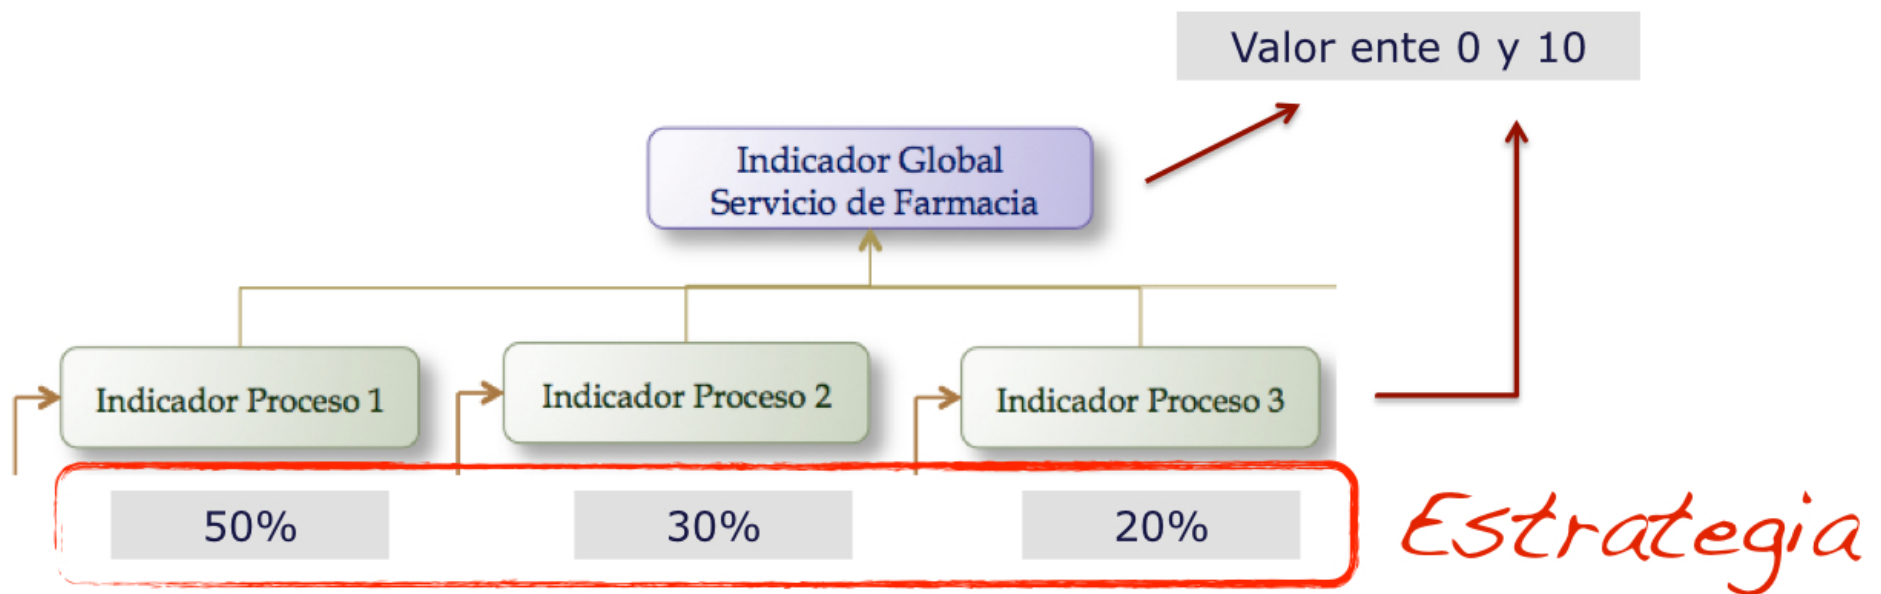 Valor ente 0 y 10
Indicador Global
Servicio de Farmacia
Indicador Proceso 1
Indicador Proceso 2
Indicador Proceso 3
50%
30%
20%
Estrategia